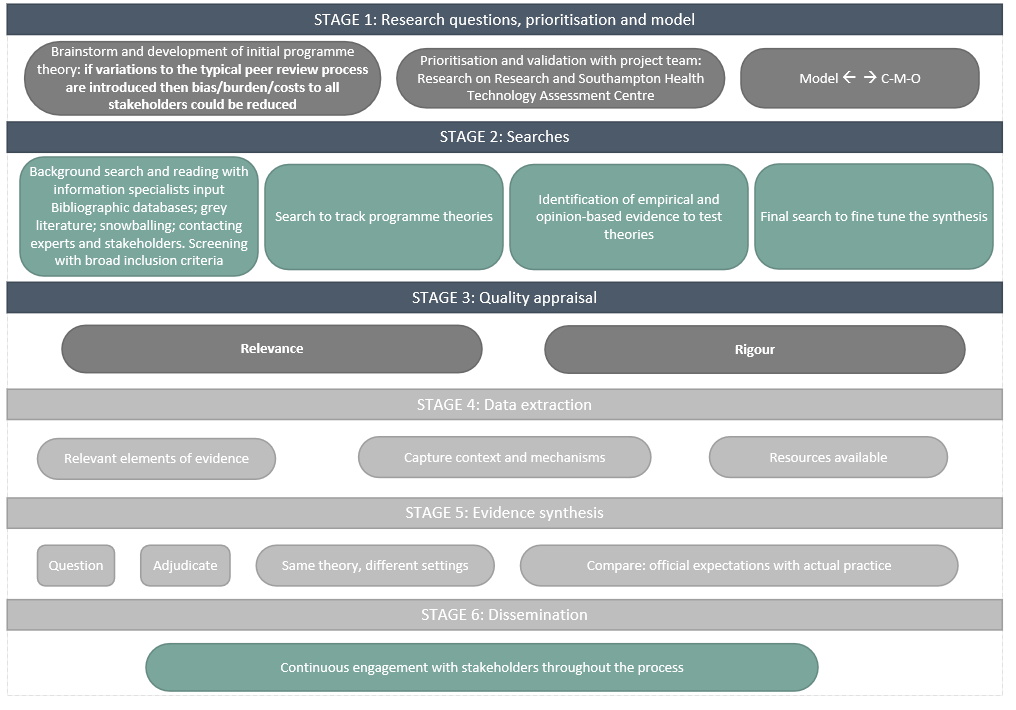 STAGE 1: Research questions, prioritisation and model
Brainstorm and development of initial programme
theory: if variations to the typical peer review process
are introduced then bias/burden/costs to all
stakeholders could be reduced
Prioritisation and validation with project team:
Research on Research and Southampton Health
Technology Assessment Centre
Model ← → C-M-O
STAGE 2: Searches
Background search and reading with
information specialists input
Bibliographic databases; grey
literature; snowballing; contacting
experts and stakeholders. Screening
with broad inclusion criteria
Search to track programme theories
Identification of empirical and
opinion-based evidence to test
theories
Final search to fine tune the synthesis
STAGE 3: Quality appraisal
Relevance
Rigour
STAGE 4: Data extraction
Relevant elements of evidence
Capture context and mechanisms
Resources available
STAGE 5: Evidence synthesis
Question
Adjudicate
Same theory, different settings
Compare: official expectations with actual practice
STAGE 6: Dissemination
Continuous engagement with stakeholders throughout the process